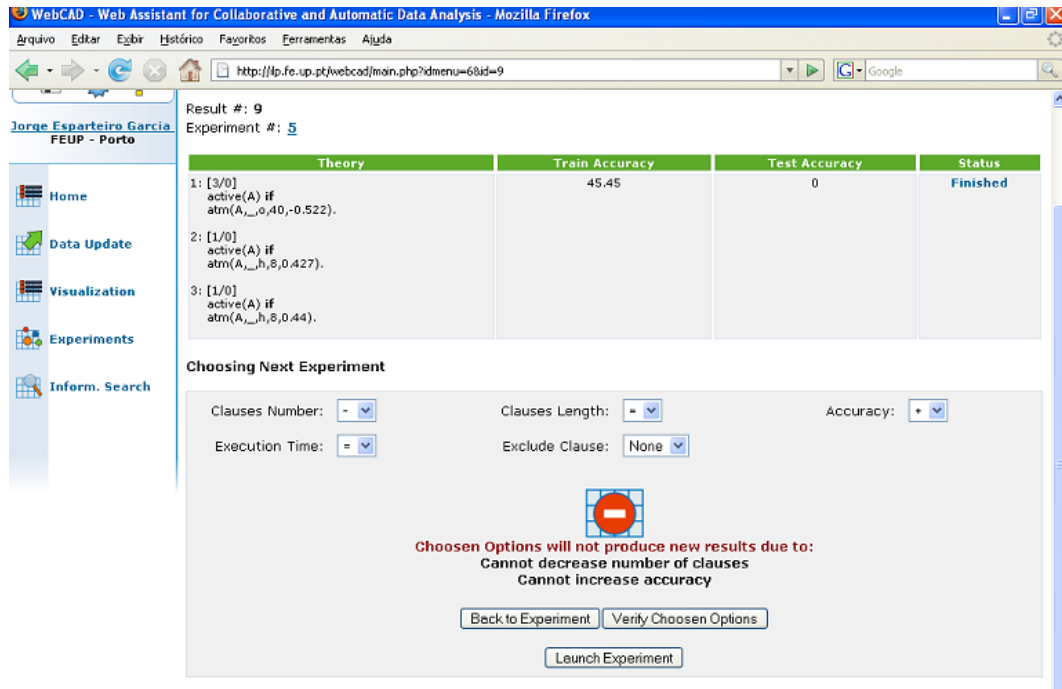 WebCAD - Web Assistant for Collaborative and Automatic Data Analysis - Mozilla Firefox
Arquivo Editar Exibir Histórico Favoritos Ferramentas Ajuda
http://lp.fe.up.pt/webcad/main.php?idmenu=6&id=9
G Google
Result #: 9
Jorge Esparteiro Garcia
Experiment #: 5
FEUP - Porto
Theory Train Accuracy Test Accuracy Status
1: [3/0] 45.45 0 Finished
active(A) if
atm(A,_,o,40,-0.522).
2: [1/0]
active(A) if
atm(A,_,h,8,0.427).
3: [1/0]
active(A) if
atm(A,_,h,8,0.44).
Home
Data Update
Visualization
Experiments
Inform. Search
Choosing Next Experiment
Clauses Number: - Clauses Length: = Accuracy: +
Execution Time: = Exclude Clause: None
Choosen Options will not produce new results due to:
Cannot decrease number of clauses
Cannot increase accuracy
Back to Experiment Verify Choosen Options
Launch Experiment